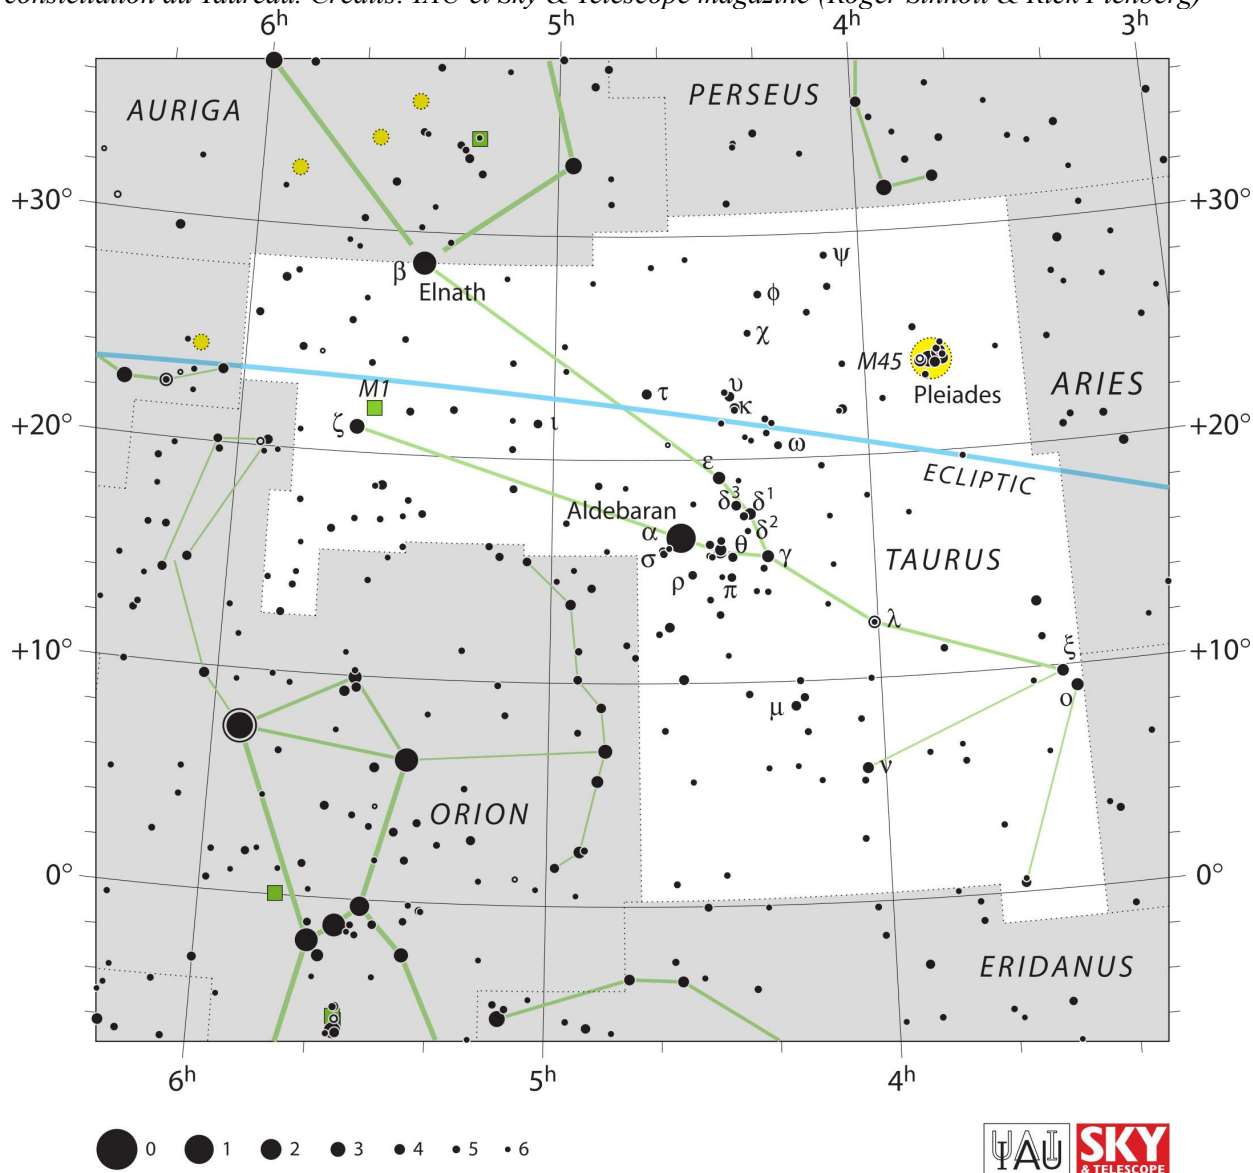 constellation du Taureau. Crédits: IAU et Sky & Telescope magazine (Roger Sinnott & Rick Fienberg)
6h 5h 4h 3h
AURIGA
PERSEUS
+30° +30°
β
Elnath
ψ
ϕ
χ
M45
Pleiades
ARIES
M1
τ
υ
κ
+20° +20°
ζ
ι
ω
ε
ECLIPTIC
δ3 δ1
Aldebaran
δ2
α
θ
σ
γ
TAURUS
ρ
π
λ
+10° +10°
ξ
ο
μ
ν
ORION
0° 0°
ERIDANUS
6h 5h 4h
0 1 2 3 4 5 6
IAU
SKY
& TELESCOPE